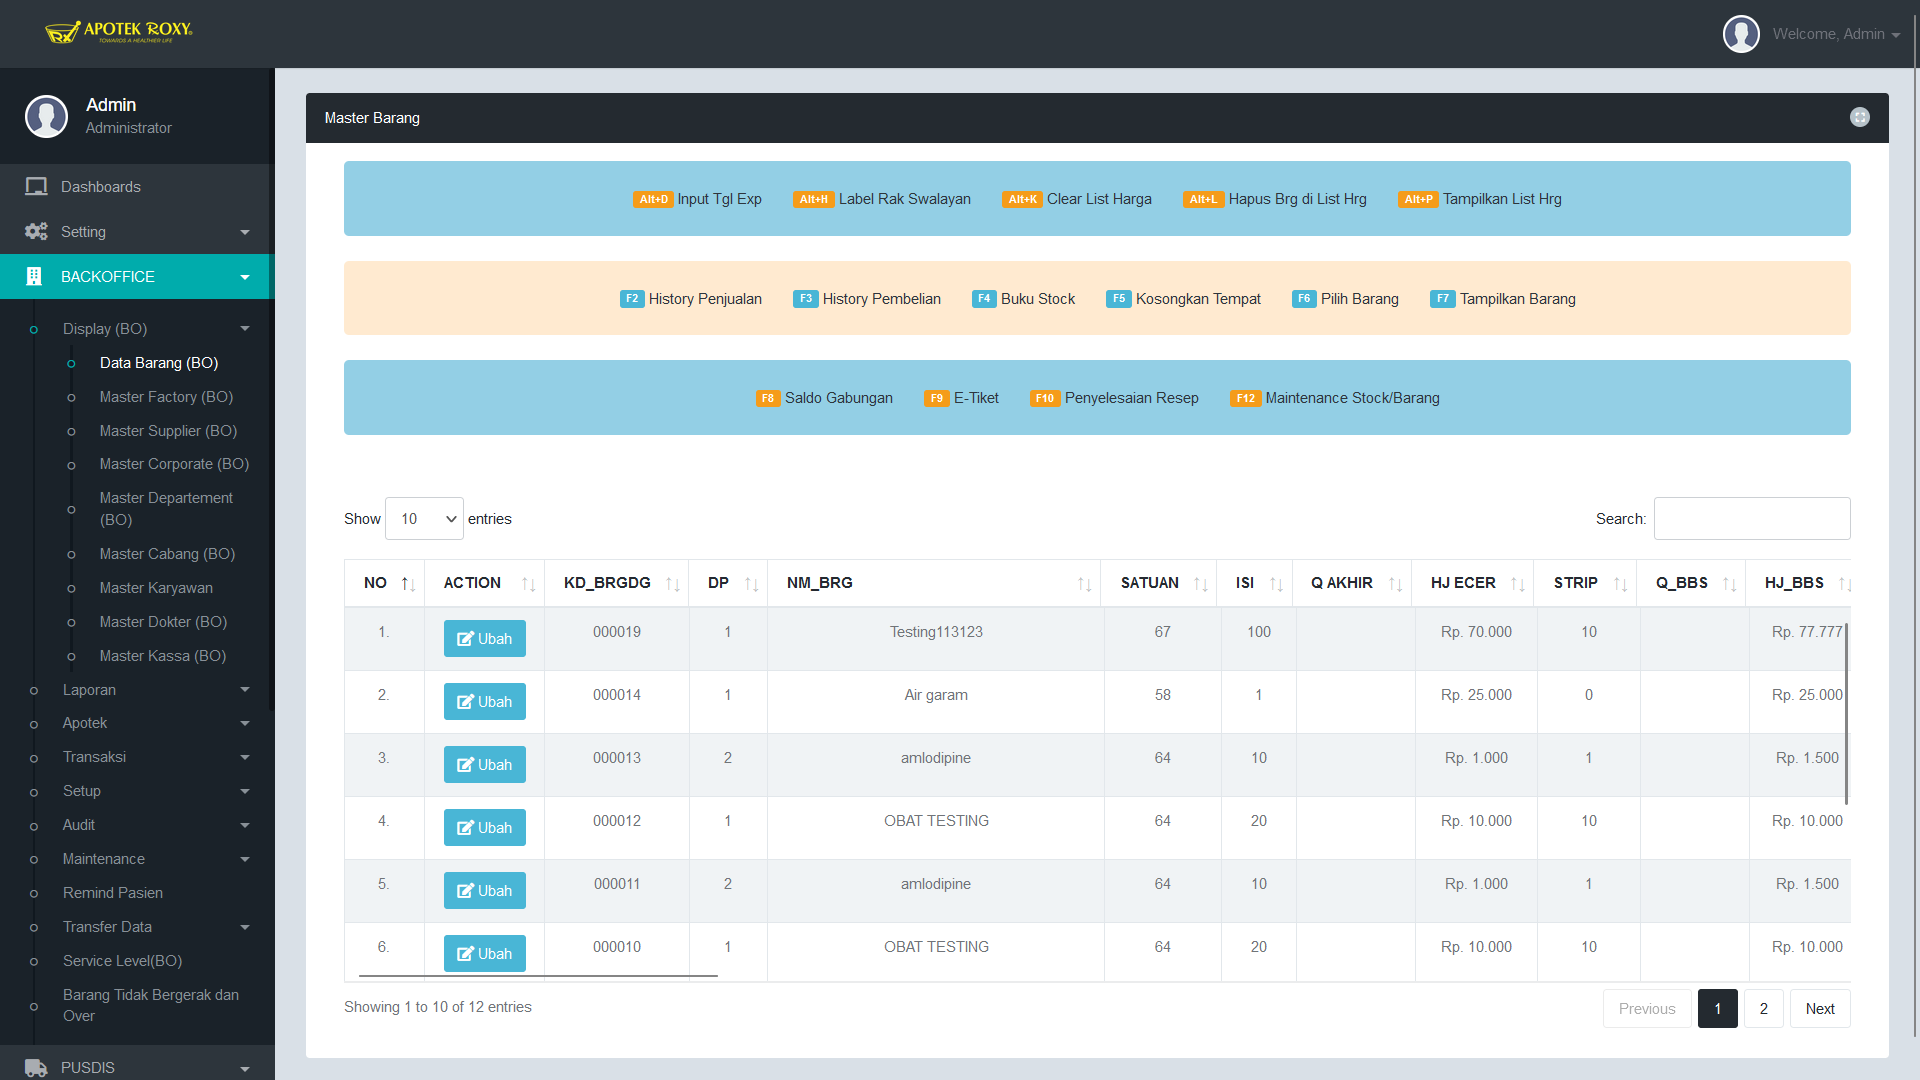 APOTEK ROXY
TOWARDS A HEALTHIER LIFE
Welcome, Admin
Admin
Administrator
Dashboards
Setting
BACKOFFICE
Display (BO)
Data Barang (BO)
Master Factory (BO)
Master Supplier (BO)
Master Corporate (BO)
Master Departement
(BO)
Master Cabang (BO)
Master Karyawan
Master Dokter (BO)
Master Kassa (BO)
Laporan
Apotek
Transaksi
Setup
Audit
Maintenance
Remind Pasien
Transfer Data
Service Level(BO)
Barang Tidak Bergerak dan
Over
PUSDIS
Master Barang
Alt+D Input Tgl Exp Alt+H Label Rak Swalayan Alt+K Clear List Harga Alt+L Hapus Brg di List Hrg Alt+P Tampilkan List Hrg
F2 History Penjualan F3 History Pembelian F4 Buku Stock F5 Kosongkan Tempat F6 Pilih Barang F7 Tampilkan Barang
F8 Saldo Gabungan F9 E-Tiket F10 Penyelesaian Resep F12 Maintenance Stock/Barang
Show 10 entries Search:
NO ACTION KD_BRGDG DP NM_BRG SATUAN ISI Q AKHIR HJ ECER STRIP Q_BBS HJ_BBS
1. Ubah 000019 1 Testing113123 67 100 Rp. 70.000 10 Rp. 77.777
2. Ubah 000014 1 Air garam 58 1 Rp. 25.000 0 Rp. 25.000
3. Ubah 000013 2 amlodipine 64 10 Rp. 1.000 1 Rp. 1.500
4. Ubah 000012 1 OBAT TESTING 64 20 Rp. 10.000 10 Rp. 10.000
5. Ubah 000011 2 amlodipine 64 10 Rp. 1.000 1 Rp. 1.500
6. Ubah 000010 1 OBAT TESTING 64 20 Rp. 10.000 10 Rp. 10.000
Showing 1 to 10 of 12 entries Previous 1 2 Next